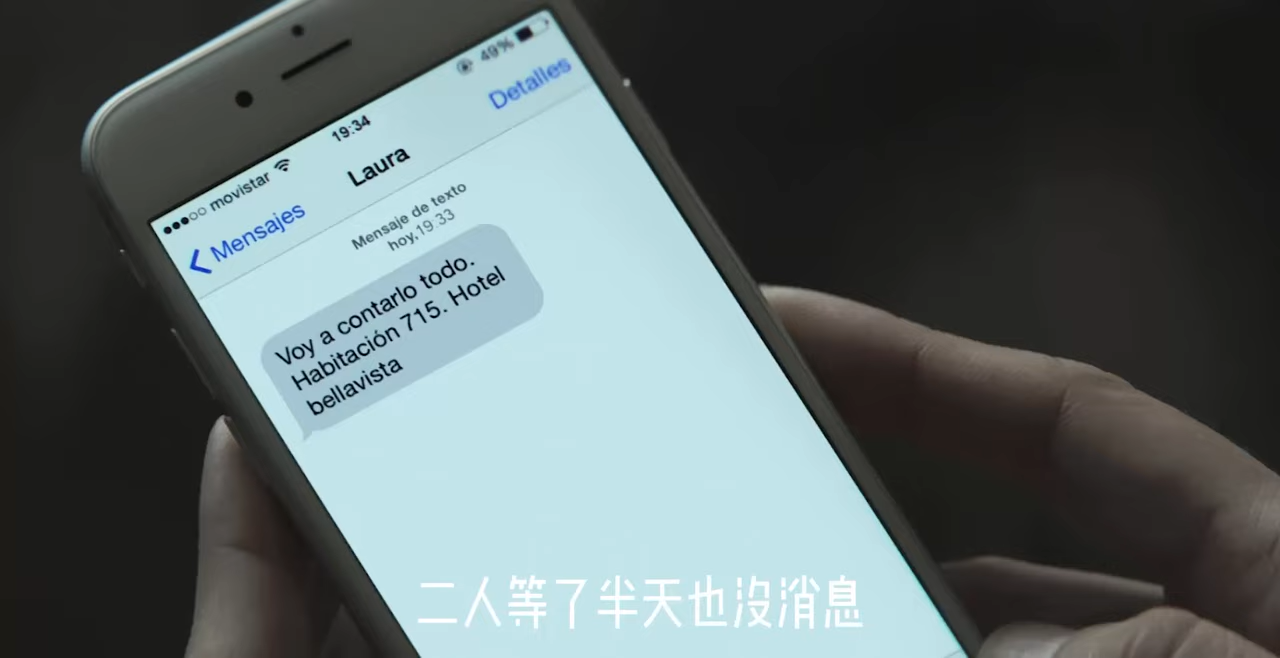 ●●●○○ movistar 19:34 49%
Mensajes Laura Detalles
Mensaje de texto
hoy, 19:33
Voy a contarlo todo.
Habitación 715. Hotel
bellavista
二人等了半天也没消息